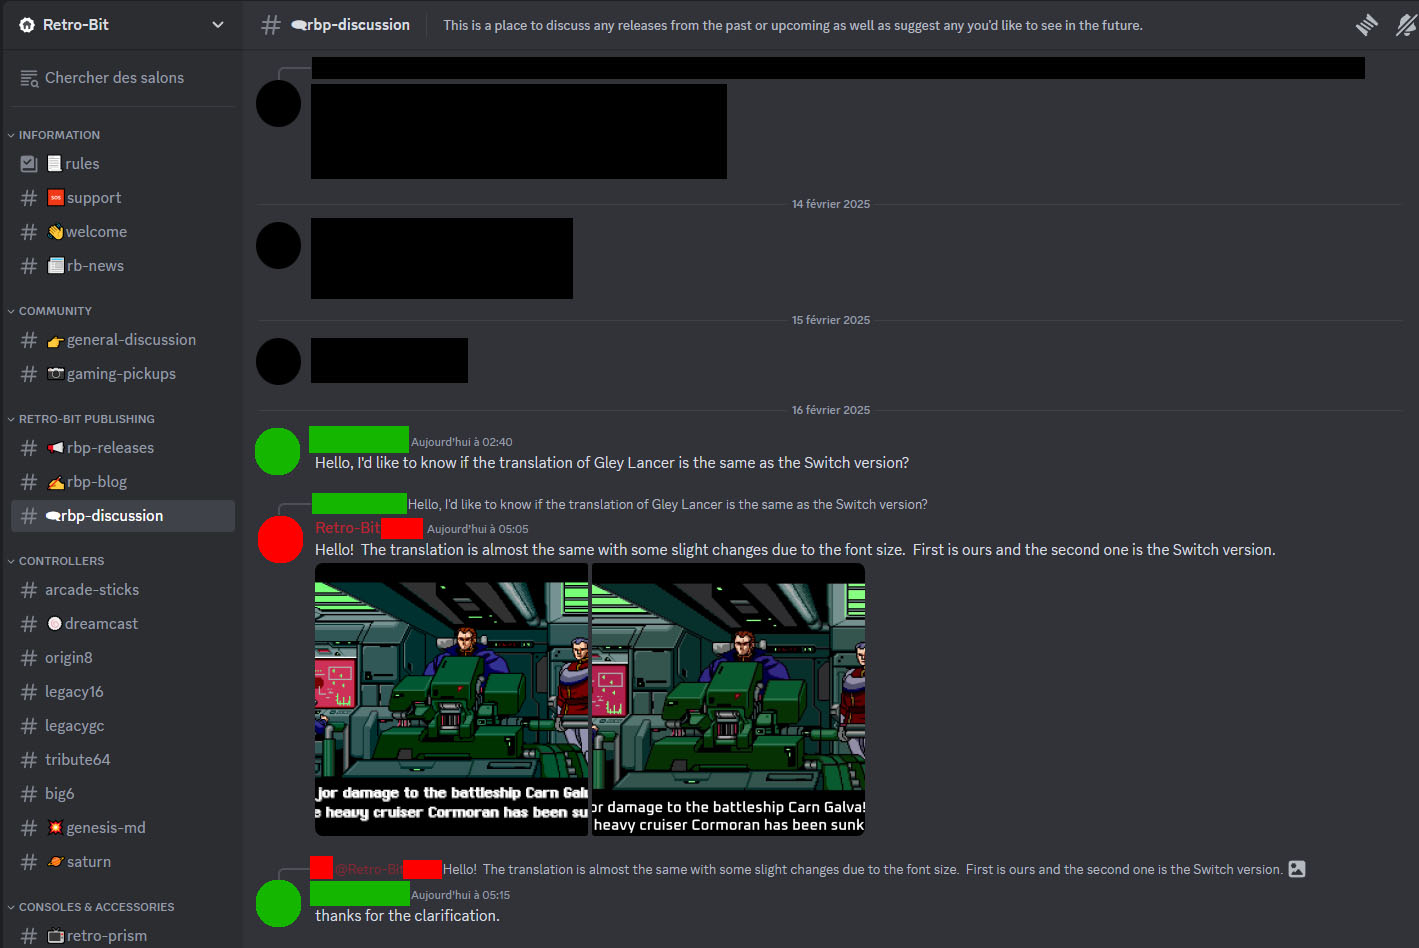 Retro-Bit
Chercher des salons
INFORMATION
rules
support
welcome
rb-news
COMMUNITY
general-discussion
gaming-pickups
RETRO-BIT PUBLISHING
rbp-releases
rbp-blog
rbp-discussion
CONTROLLERS
arcade-sticks
dreamcast
origin8
legacy16
legacygc
tribute64
big6
genesis-md
saturn
CONSOLES & ACCESSORIES
retro-prism
rbp-discussion
This is a place to discuss any releases from the past or upcoming as well as suggest any you'd like to see in the future.
14 février 2025
15 février 2025
16 février 2025
Aujourd'hui à 02:40
Hello, I'd like to know if the translation of Gley Lancer is the same as the Switch version?
Hello, I'd like to know if the translation of Gley Lancer is the same as the Switch version?
Retro-Bit Aujourd'hui à 05:05
Hello! The translation is almost the same with some slight changes due to the font size. First is ours and the second one is the Switch version.
jor damage to the battleship Carn Gal
e heavy cruiser Cormoran has been su
or damage to the battleship Carn Galva!
heavy cruiser Cormoran has been sunk
@Retro-Bit Hello! The translation is almost the same with some slight changes due to the font size. First is ours and the second one is the Switch version.
Aujourd'hui à 05:15
thanks for the clarification.